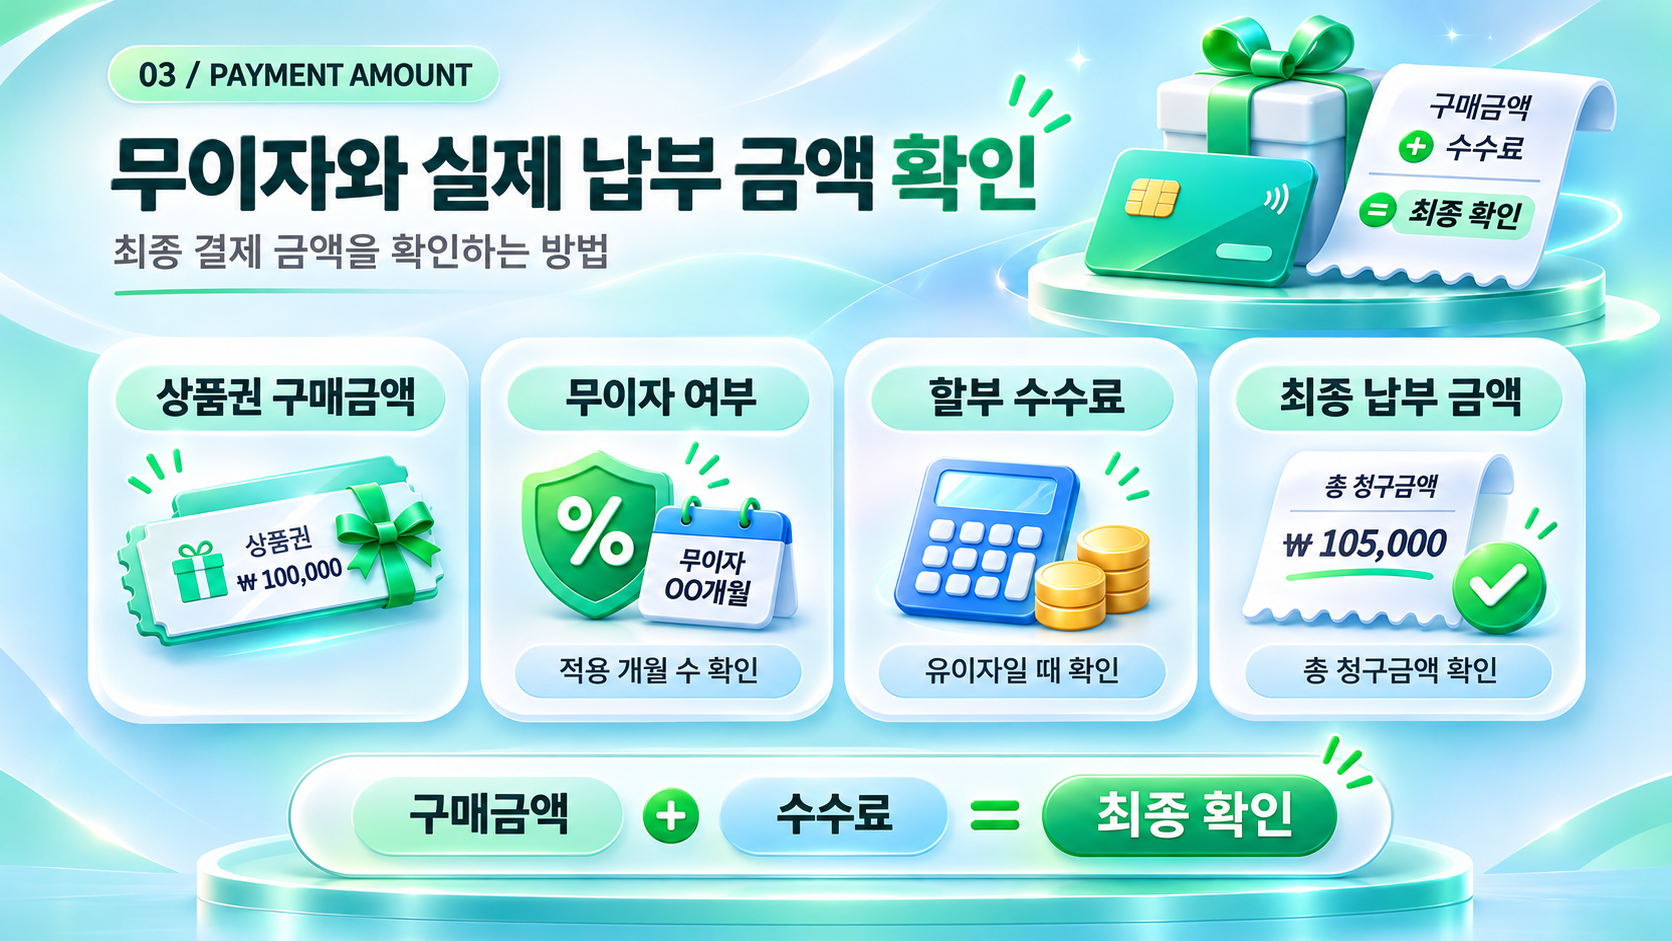 03 / PAYMENT AMOUNT
무이자와 실제 납부 금액 확인
최종 결제 금액을 확인하는 방법
구매금액
+ 수수료
= 최종 확인
상품권 구매금액
상품권
₩ 100,000
무이자 여부
%
무이자
OO개월
적용 개월 수 확인
할부 수수료
유이자일 때 확인
최종 납부 금액
총 청구금액
₩ 105,000
총 청구금액 확인
구매금액 + 수수료 = 최종 확인